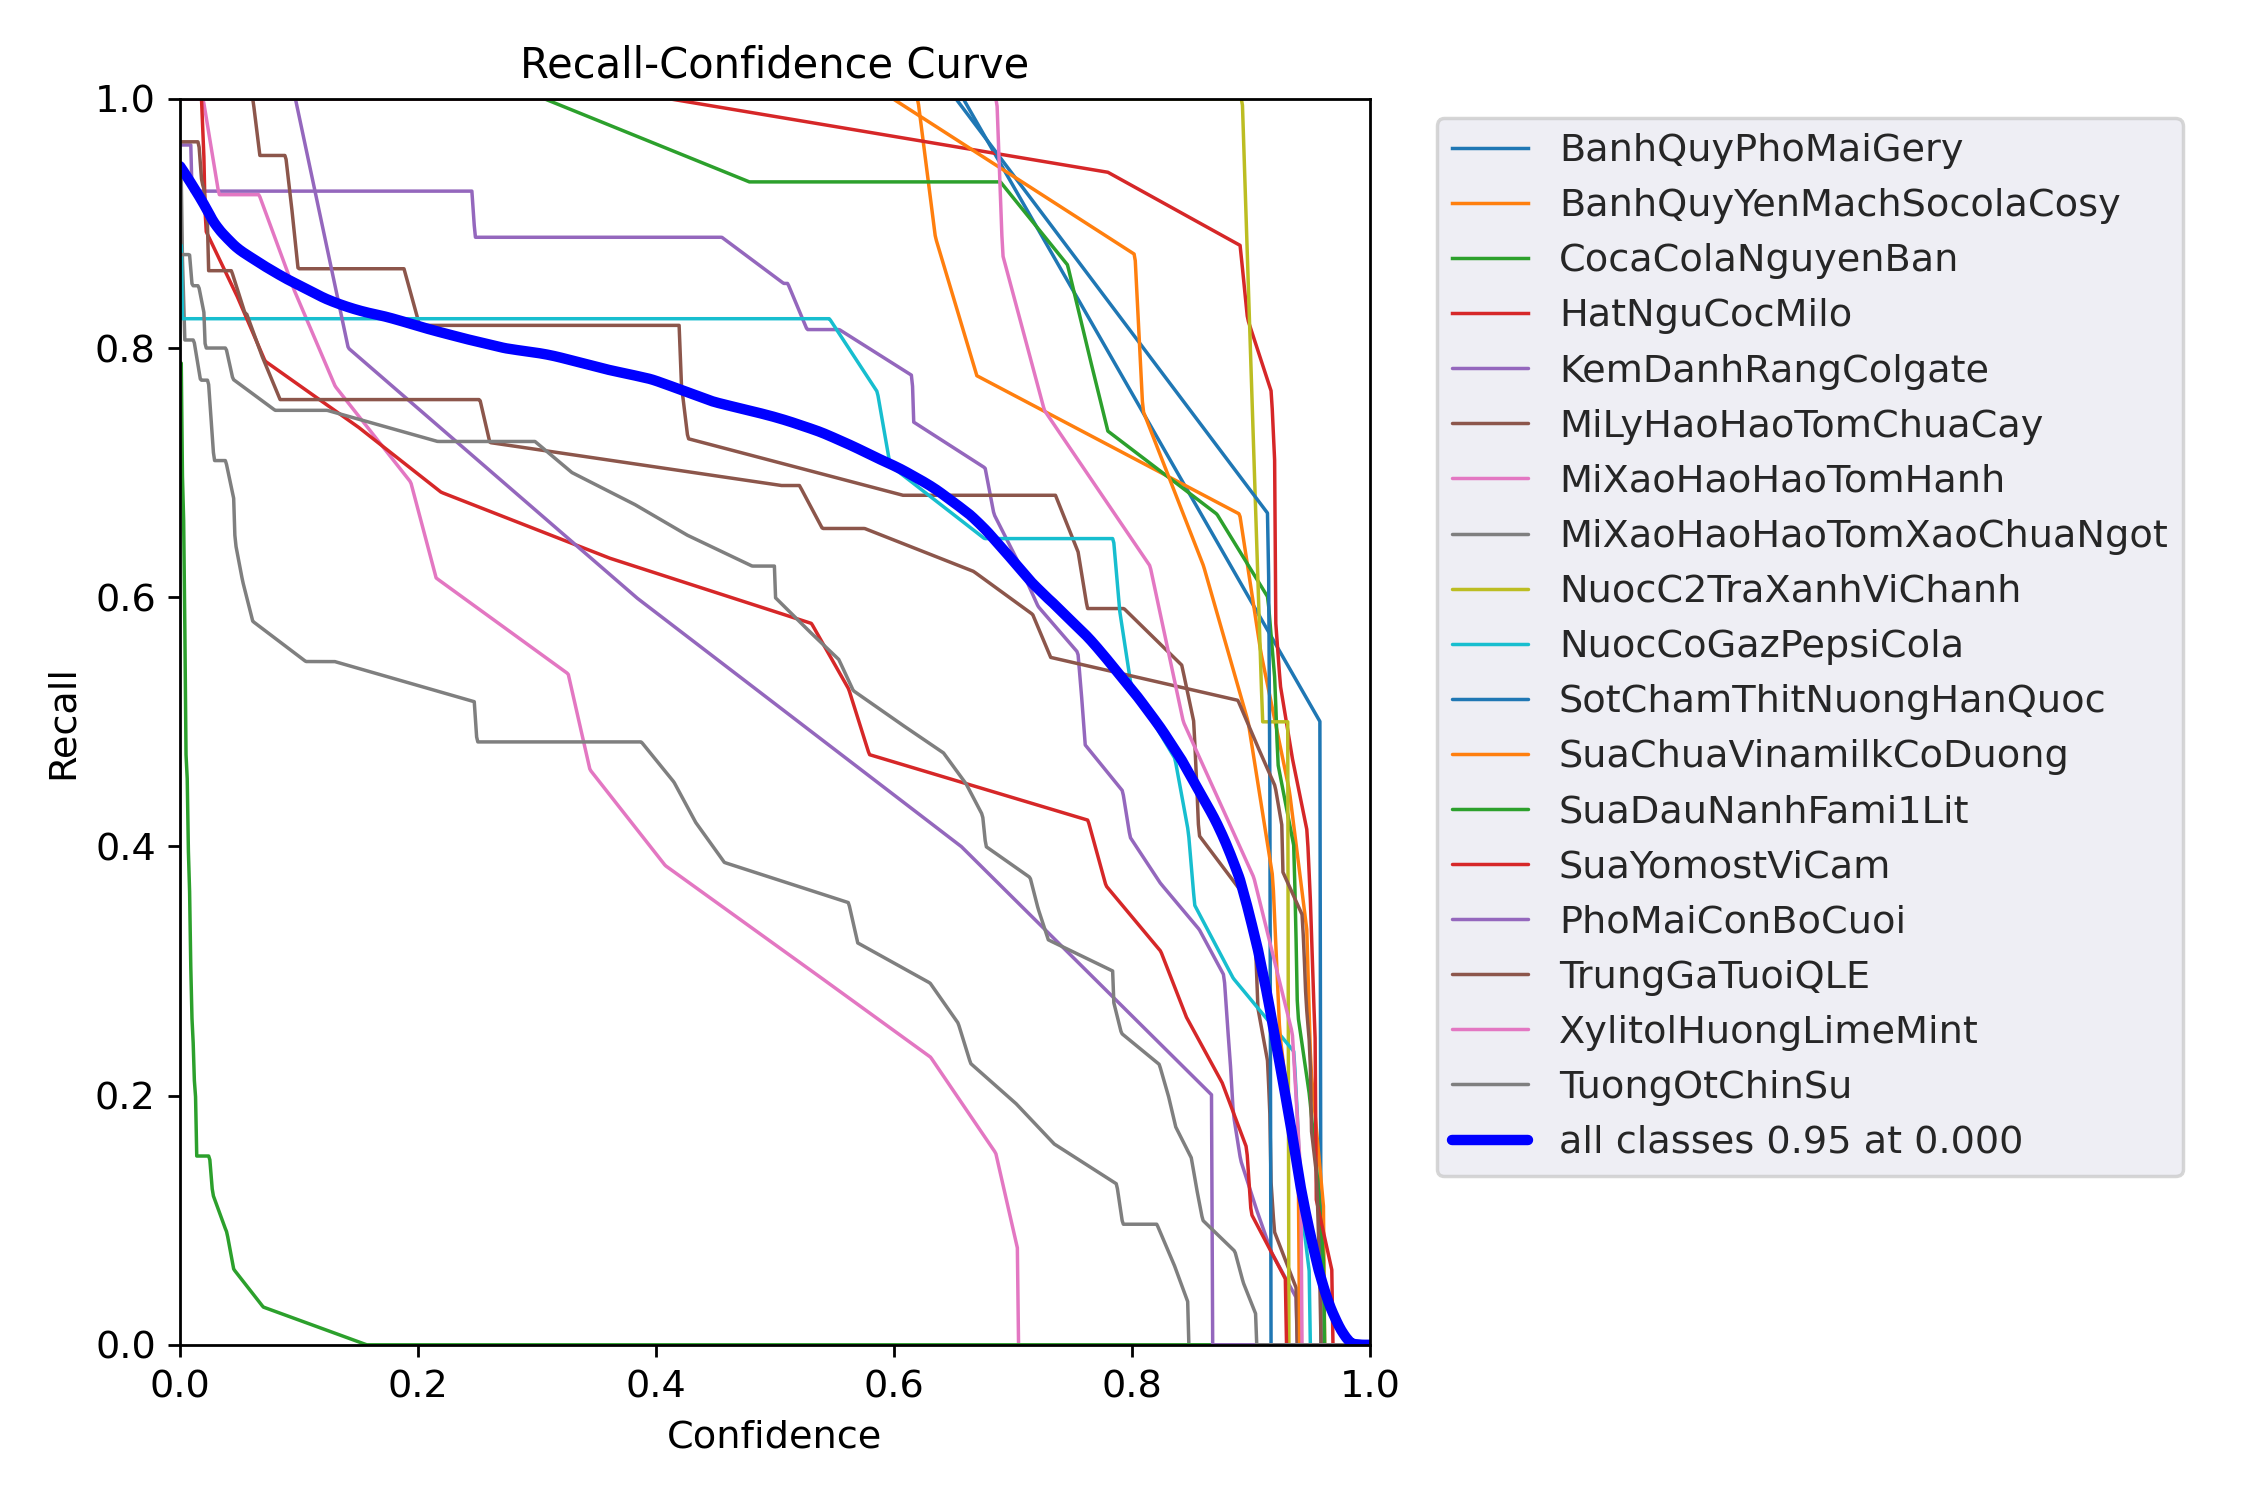 Recall-Confidence Curve
1.0
0.8
0.6
0.4
0.2
0.0
Recall
0.0 0.2 0.4 0.6 0.8 1.0
Confidence
BanhQuyPhoMaiGery
BanhQuyYenMachSocolaCosy
CocaColaNguyenBan
HatNguCocMilo
KemDanhRangColgate
MiLyHaoHaoTomChuaCay
MiXaoHaoHaoTomHanh
MiXaoHaoHaoTomXaoChuaNgot
NuocC2TraXanhViChanh
NuocCoGazPepsiCola
SotChamThitNuongHanQuoc
SuaChuaVinamilkCoDuong
SuaDauNanhFami1Lit
SuaYomostViCam
PhoMaiConBoCuoi
TrungGaTuoiQLE
XylitolHuongLimeMint
TuongOtChinSu
all classes 0.95 at 0.000